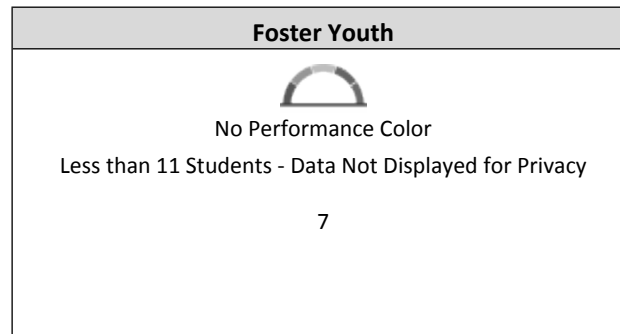 Foster Youth
No Performance Color
Less than 11 Students - Data Not Displayed for Privacy
7